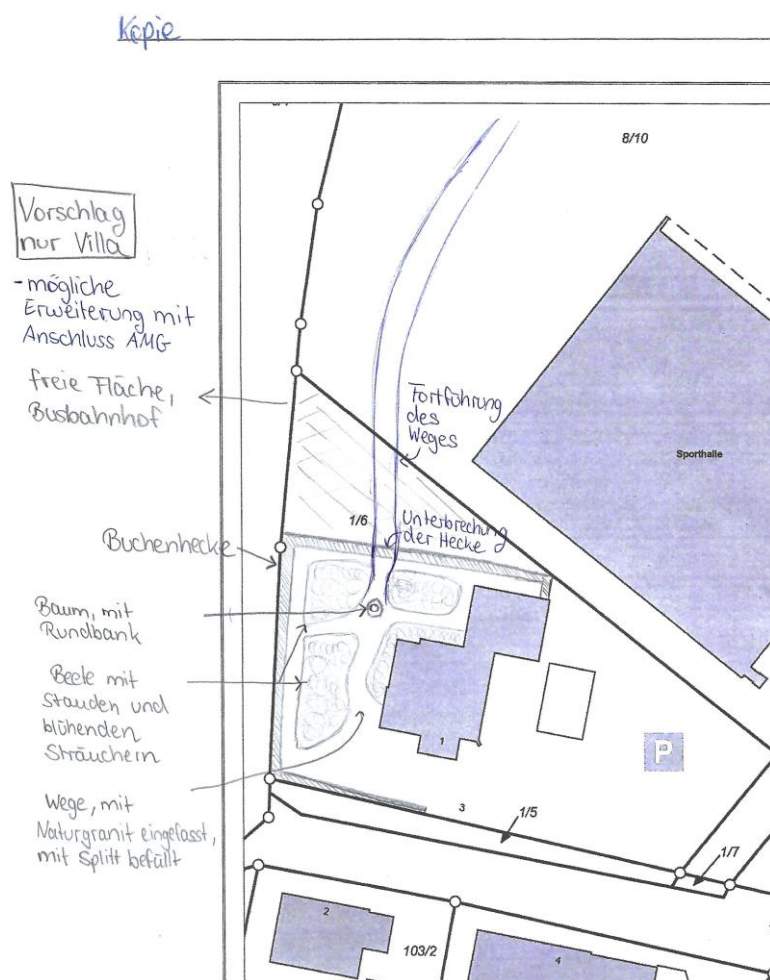 Kopie
8/10
Vorschlag
nur Villa
- mögliche
Erweiterung mit
Anschluss AMG
freie Fläche,
Busbahnhof
Fortführung
des
Weges
Sporthalle
1/6
Unterbrechung
der Hecke
Buchenhecke
Baum, mit
Rundbank
Beete mit
Stauden und
blühenden
Sträuchern
1
P
Wege, mit
Naturgranit eingefasst,
mit Splitt befüllt
3
1/5
1/7
2
103/2
4